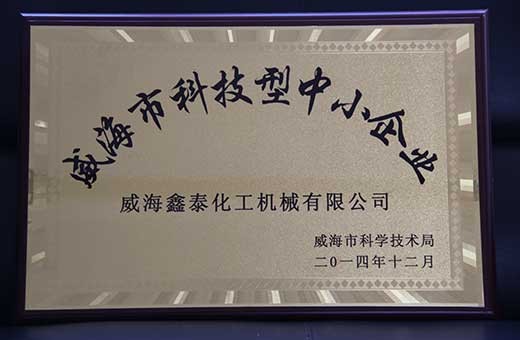 威海市科技型中小企业
威海鑫泰化工机械有限公司
威海市科学技术局
二0一四年十二月